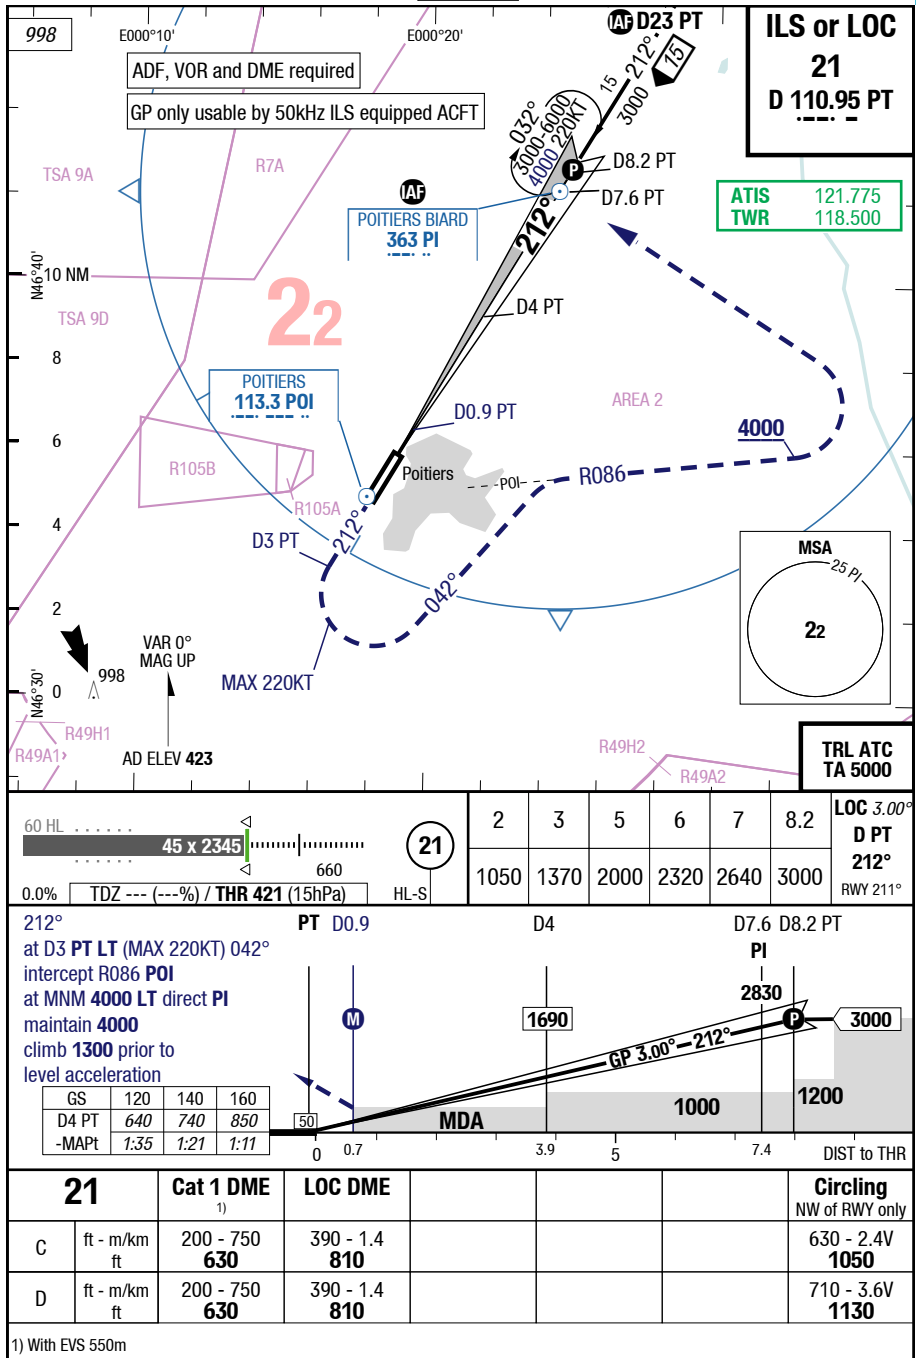 998
E000°10'
E000°20'
IAF D23 PT
ILS or LOC
21
D 110.95 PT
ADF, VOR and DME required
GP only usable by 50kHz ILS equipped ACFT
212°
15
15
3000
032°
3000-6000
4000 220KT
P
D8.2 PT
D7.6 PT
TSA 9A
R7A
IAF
POITIERS BIARD
363 PI
212°
ATIS 121.775
TWR 118.500
N46°40'
10 NM
TSA 9D
22
D4 PT
8
POITIERS
113.3 POI
D0.9 PT
AREA 2
4000
6
R105B
Poitiers
POI
R086
R105A
4
D3 PT
212°
MSA
25 PI
22
042°
2
VAR 0°
MAG UP
998
MAX 220KT
N46°30'
0
R49H1
R49A1
AD ELEV 423
R49H2
R49A2
TRL ATC
TA 5000
60 HL
45 x 2345
660
0.0%
TDZ --- (---%) / THR 421 (15hPa)
21
HL-S
2 3 5 6 7 8.2
1050 1370 2000 2320 2640 3000
LOC 3.00°
D PT
212°
RWY 211°
212°
at D3 PT LT (MAX 220KT) 042°
intercept R086 POI
at MNM 4000 LT direct PI
maintain 4000
climb 1300 prior to
level acceleration
PT D0.9 D4 D7.6 D8.2 PT
PI
2830
M
1690
P
3000
GP 3.00° 212°
1200
1000
MDA
50
GS 120 140 160
D4 PT 640 740 850
-MAPt 1:35 1:21 1:11
0 0.7 3.9 5 7.4 DIST to THR
21 Cat 1 DME LOC DME Circling
1) NW of RWY only
C ft - m/km 200 - 750 390 - 1.4 630 - 2.4V
ft 630 810 1050
D ft - m/km 200 - 750 390 - 1.4 710 - 3.6V
ft 630 810 1130
1) With EVS 550m